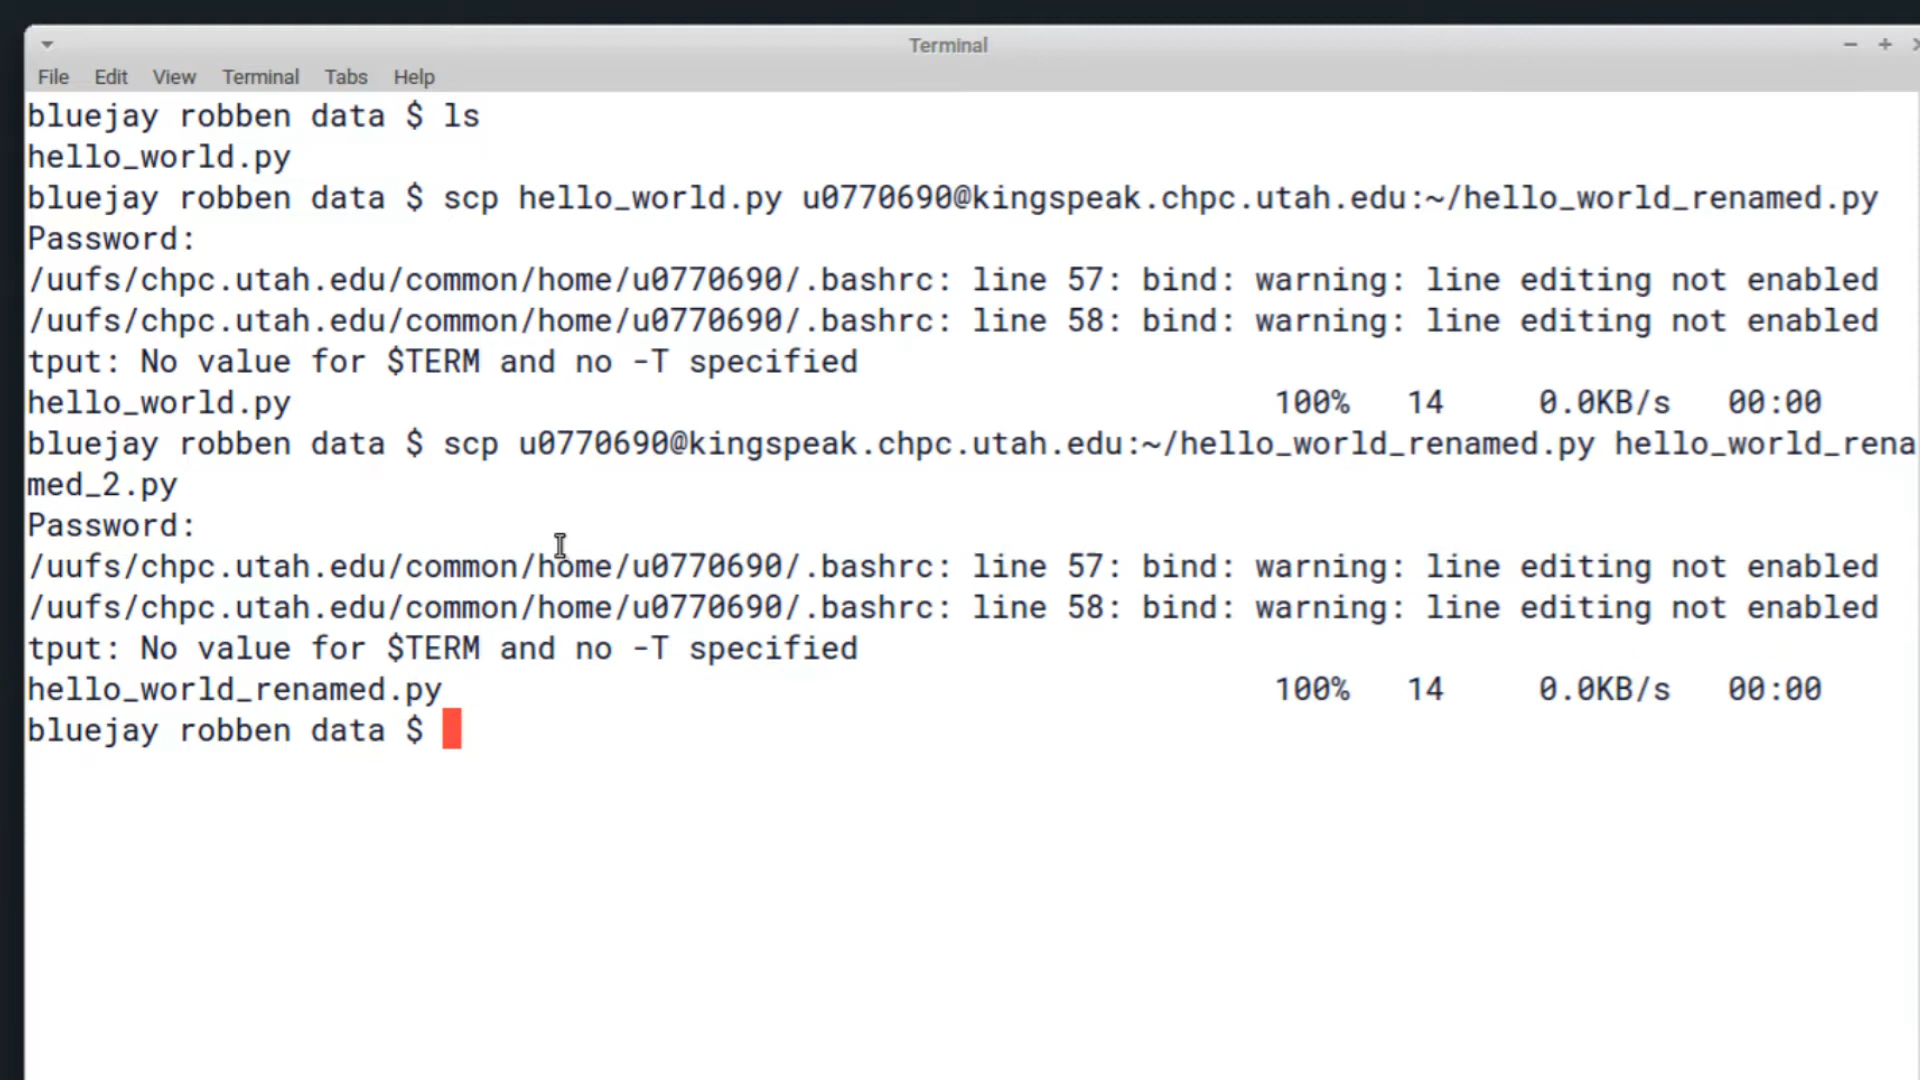 Terminal
File Edit View Terminal Tabs Help
bluejay robben data $ ls
hello_world.py
bluejay robben data $ scp hello_world.py u0770690@kingspeak.chpc.utah.edu:~/hello_world_renamed.py
Password:
/uufs/chpc.utah.edu/common/home/u0770690/.bashrc: line 57: bind: warning: line editing not enabled
/uufs/chpc.utah.edu/common/home/u0770690/.bashrc: line 58: bind: warning: line editing not enabled
tput: No value for $TERM and no -T specified
hello_world.py 100% 14 0.0KB/s 00:00
bluejay robben data $ scp u0770690@kingspeak.chpc.utah.edu:~/hello_world_renamed.py hello_world_rena
med_2.py
Password:
/uufs/chpc.utah.edu/common/home/u0770690/.bashrc: line 57: bind: warning: line editing not enabled
/uufs/chpc.utah.edu/common/home/u0770690/.bashrc: line 58: bind: warning: line editing not enabled
tput: No value for $TERM and no -T specified
hello_world_renamed.py 100% 14 0.0KB/s 00:00
bluejay robben data $